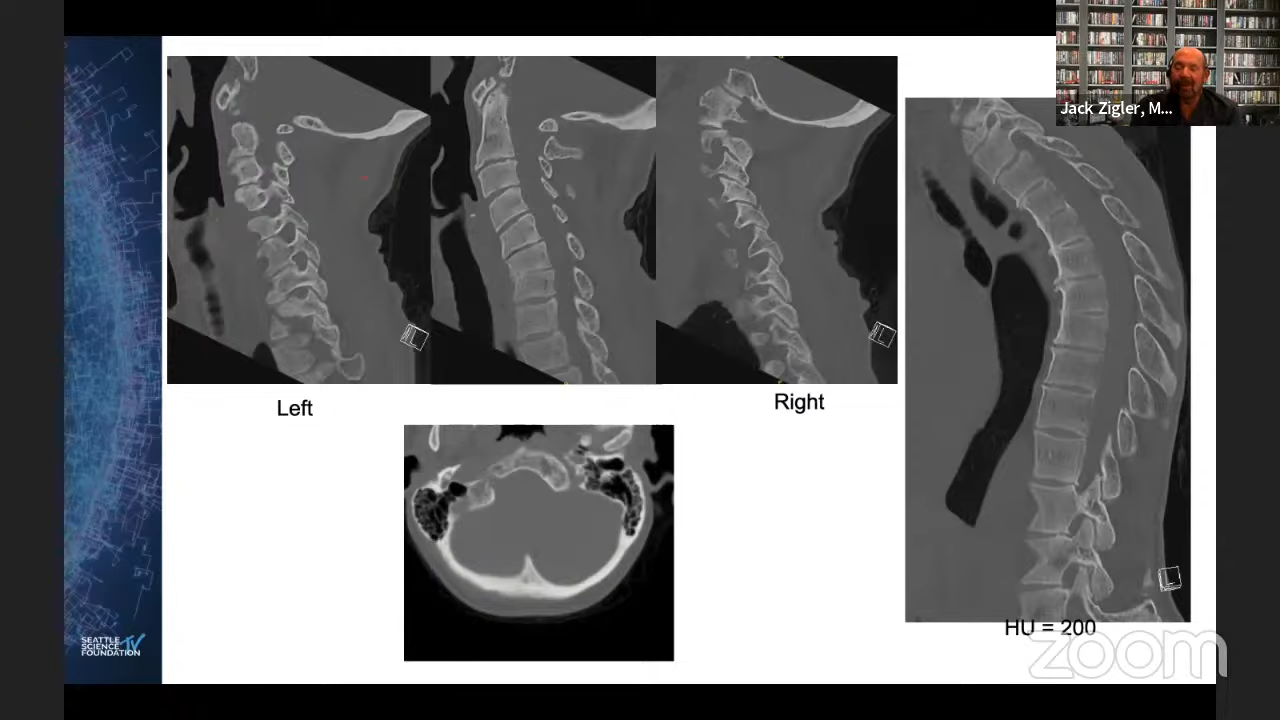 Jack Zigler, M...
L
L
L
Left
Right
HU = 200
SEATTLE
SCIENCE
FOUNDATION
TV
zoom